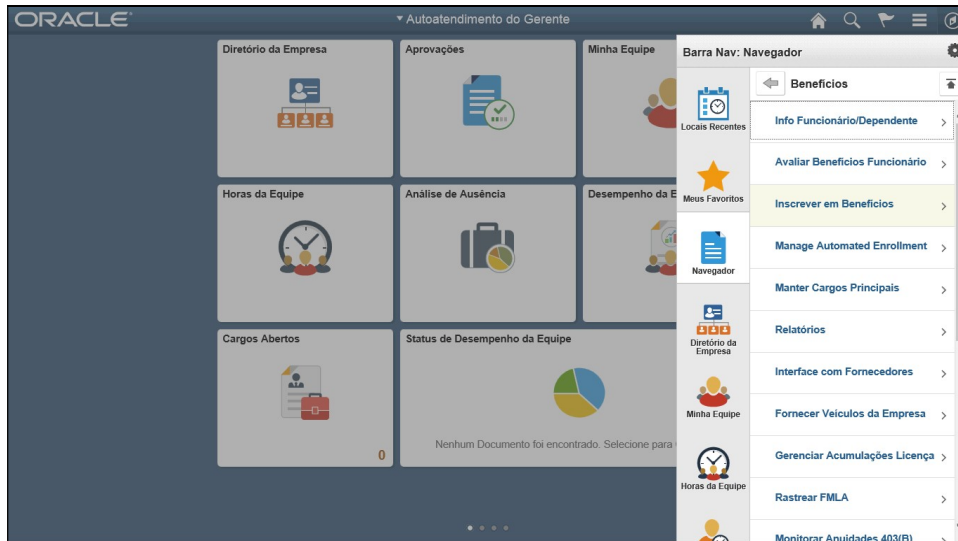 ORACLE
Autoatendimento do Gerente
Diretório da Empresa
Aprovações
Minha Equipe
Horas da Equipe
Análise de Ausência
Desempenho da E
Cargos Abertos
0
Status de Desempenho da Equipe
Nenhum Documento foi encontrado. Selecione para
Barra Nav: Navegador
Locais Recentes
Meus Favoritos
Navegador
Diretório da
Empresa
Minha Equipe
Horas da Equipe
Benefícios
Info Funcionário/Dependente
Avaliar Benefícios Funcionário
Inscrever em Benefícios
Manage Automated Enrollment
Manter Cargos Principais
Relatórios
Interface com Fornecedores
Fornecer Veículos da Empresa
Gerenciar Acumulações Licença
Rastrear FMLA
Monitorar Anuidades 403(B)